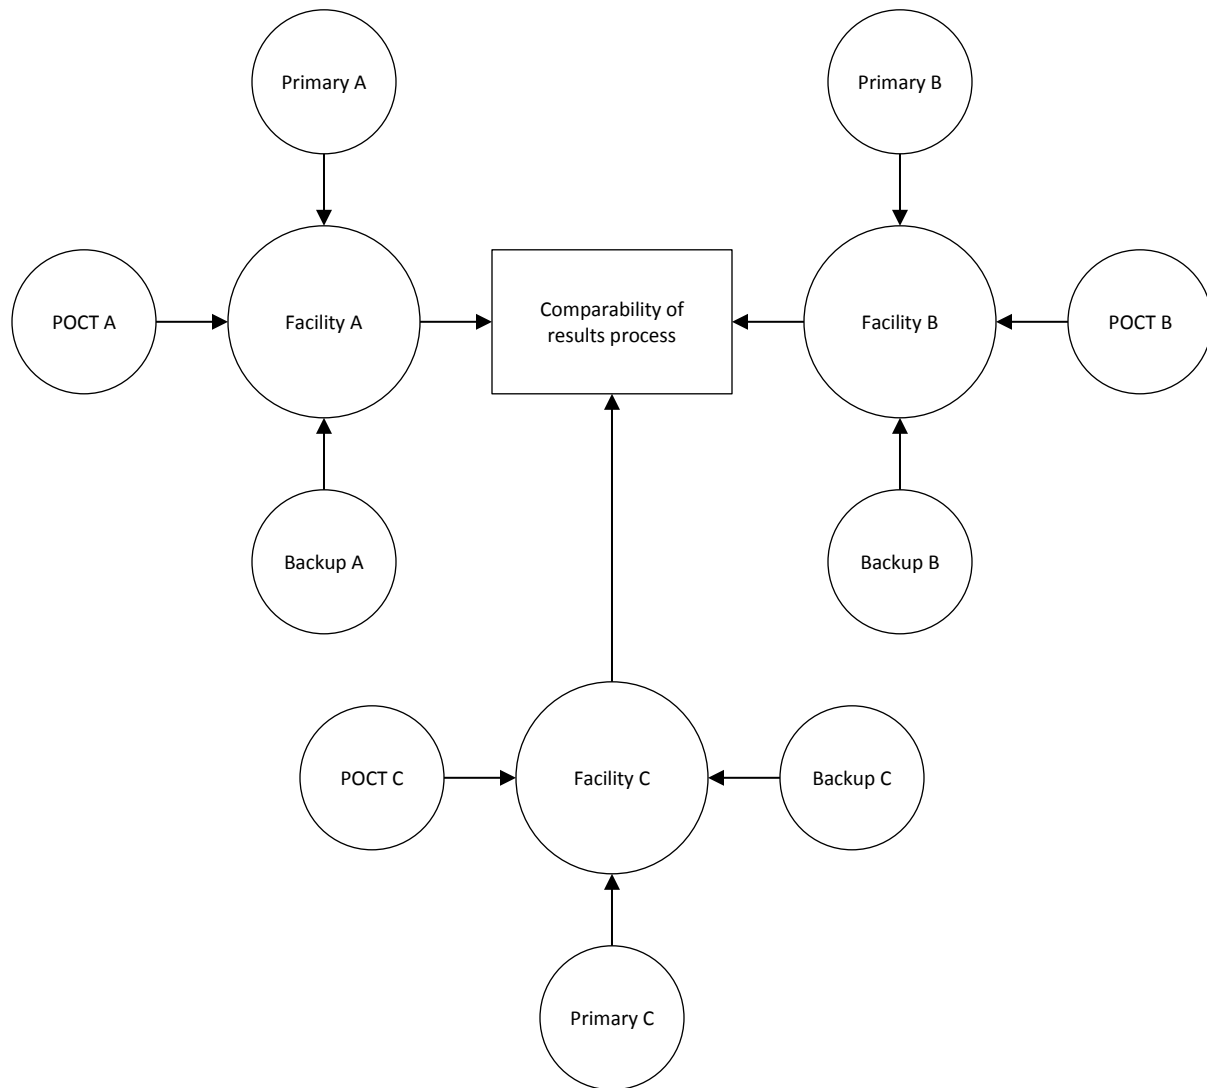 Primary A
Primary B
POCT A
Facility A
Comparability of
results process
Facility B
POCT B
Backup A
Backup B
POCT C
Facility C
Backup C
Primary C